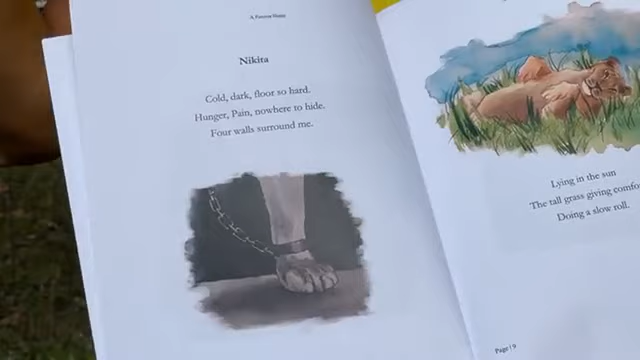 A Forever Home
Nikita
Cold, dark, floor so hard.
Hunger, Pain, nowhere to hide.
Four walls surround me.
Lying in the sun
The tall grass giving
Doing a slow roll.
Page | 9